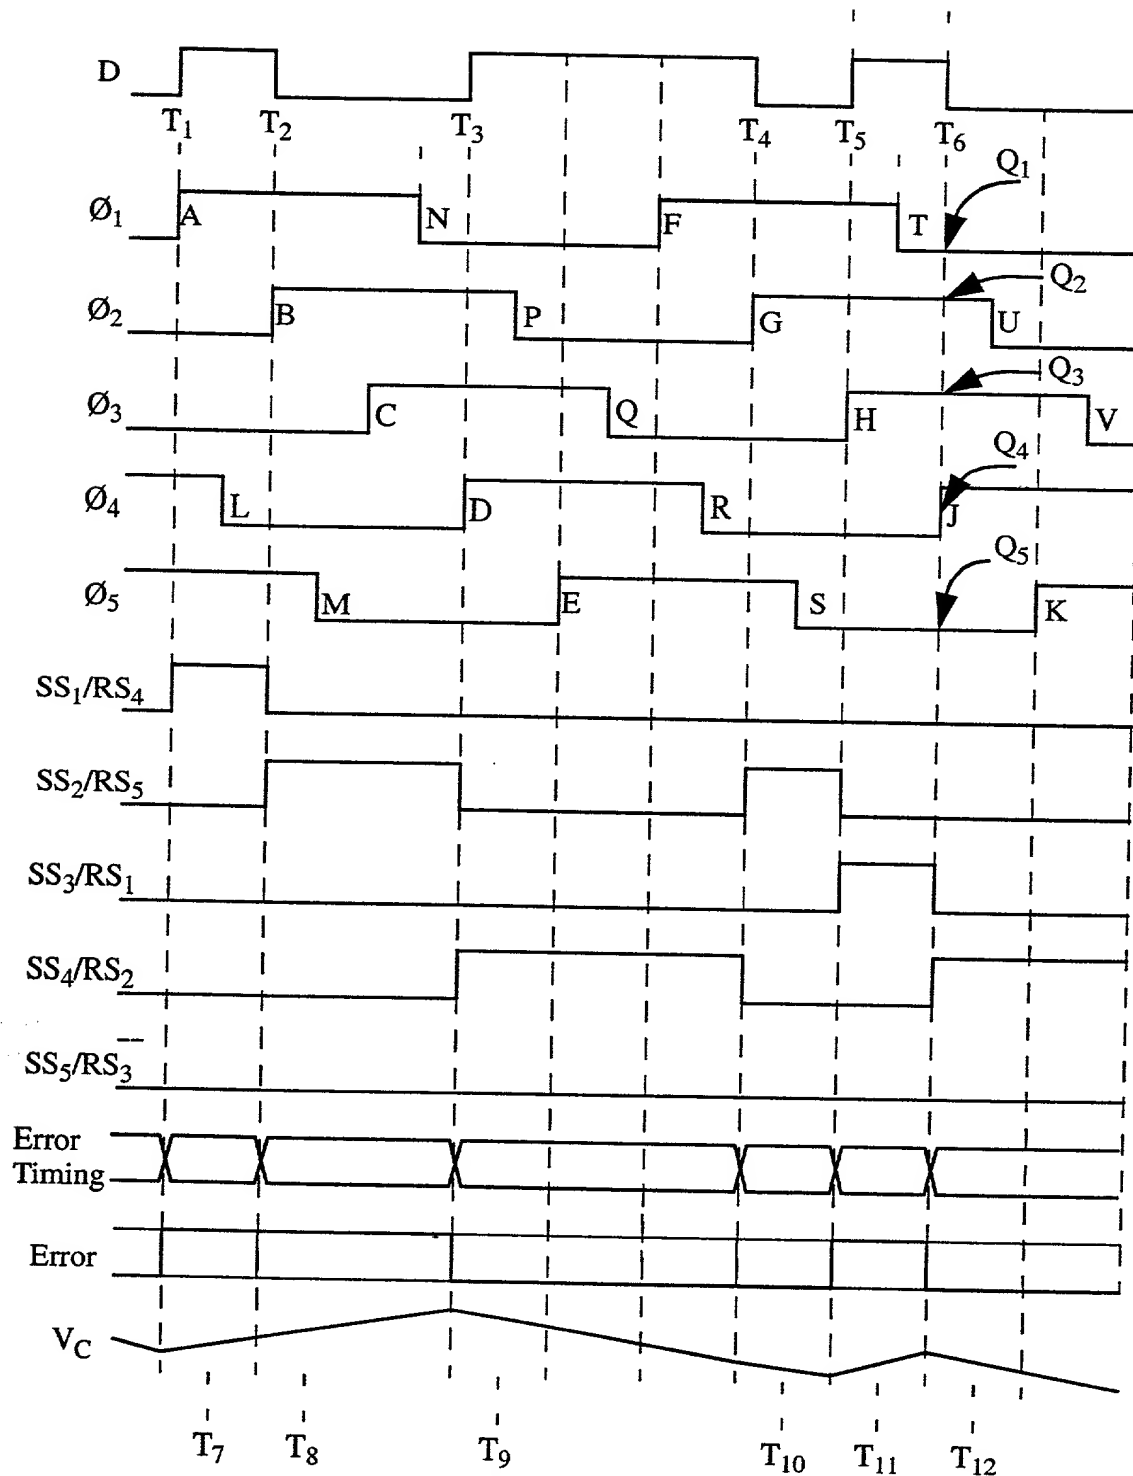 D
T1 T2 T3 T4 T5 T6
Q1
Ø1 A N F T
Q2
Ø2 B P G U
Q3
Ø3 C Q H V
Q4
Ø4 L D R J
Q5
Ø5 M E S K
SS1/RS4
SS2/RS5
SS3/RS1
SS4/RS2
SS5/RS3
Error
Timing
Error
VC
T7 T8 T9 T10 T11 T12